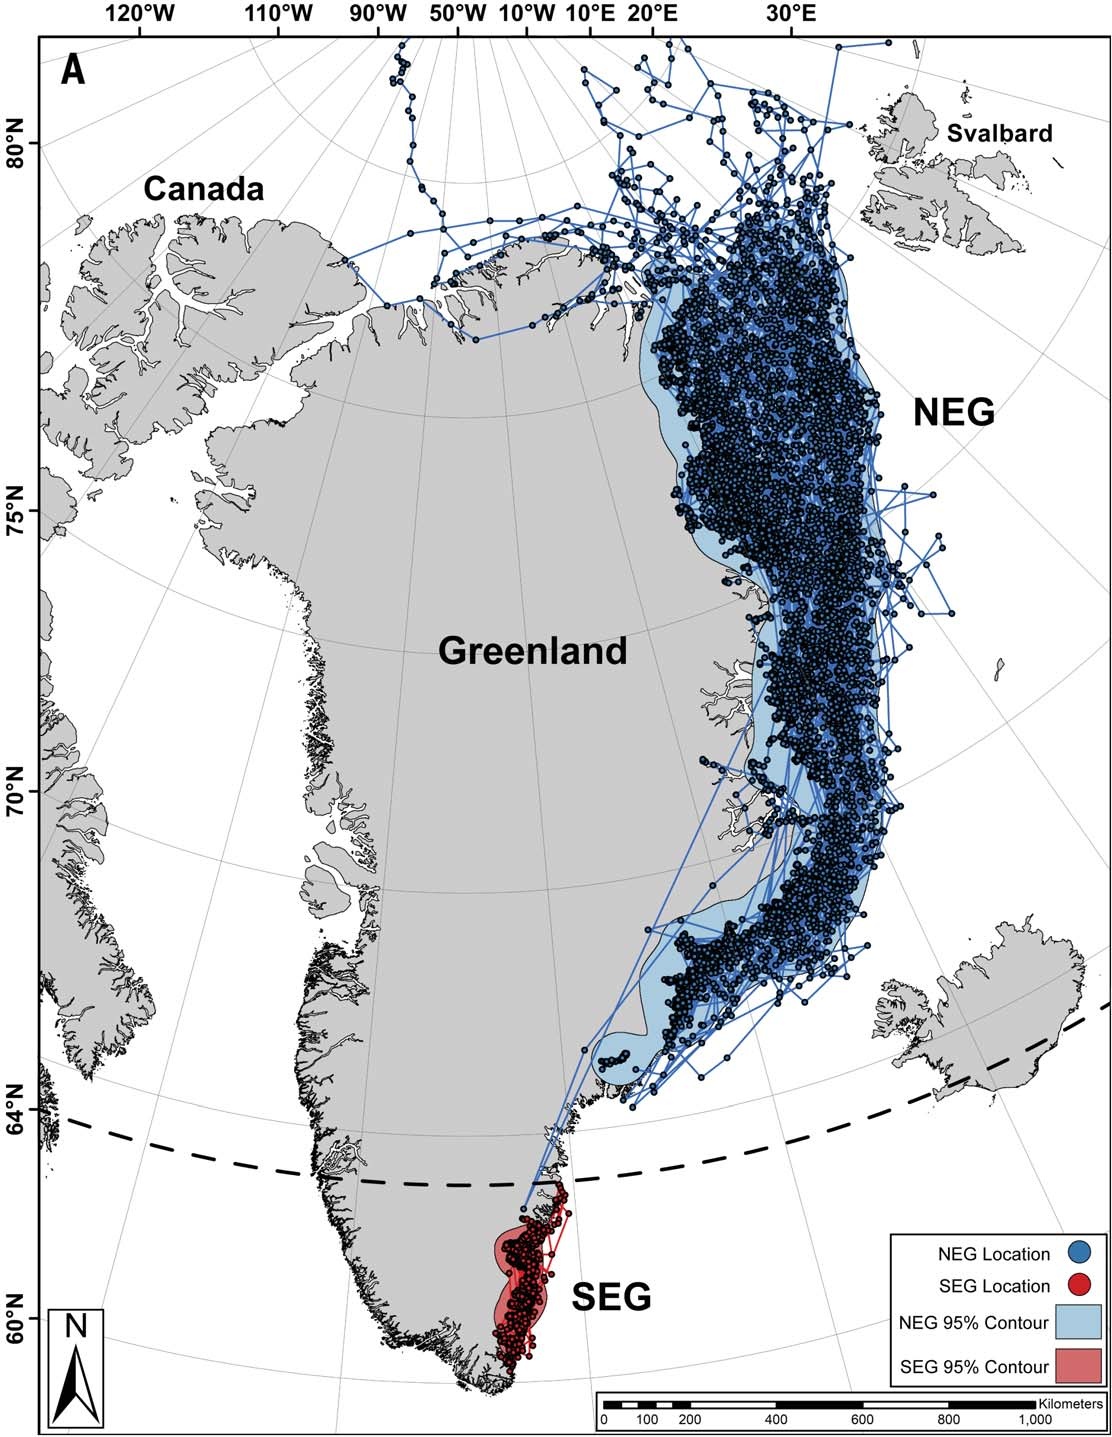 120°W 110°W 90°W 50°W 10°W 10°E 20°E 30°E
A
80°N
Svalbard
Canada
NEG
75°N
Greenland
70°N
64°N
SEG
60°N
N
NEG Location
SEG Location
NEG 95% Contour
SEG 95% Contour
Kilometers
0 100 200 400 600 800 1,000